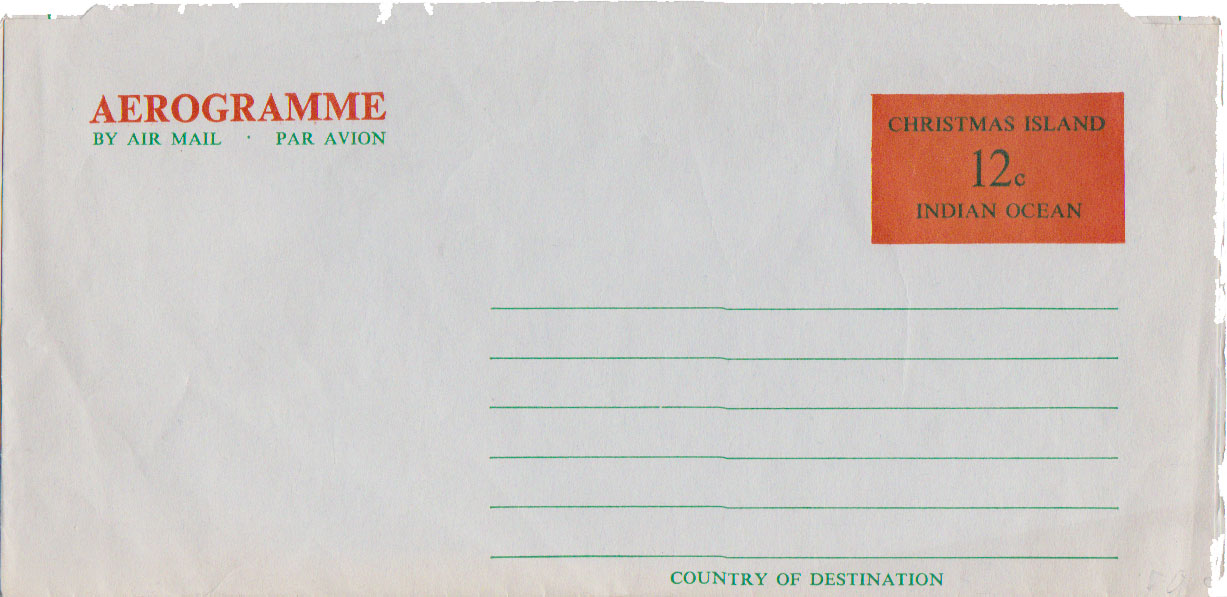 AEROGRAMME
BY AIR MAIL · PAR AVION
CHRISTMAS ISLAND
12c
INDIAN OCEAN
COUNTRY OF DESTINATION